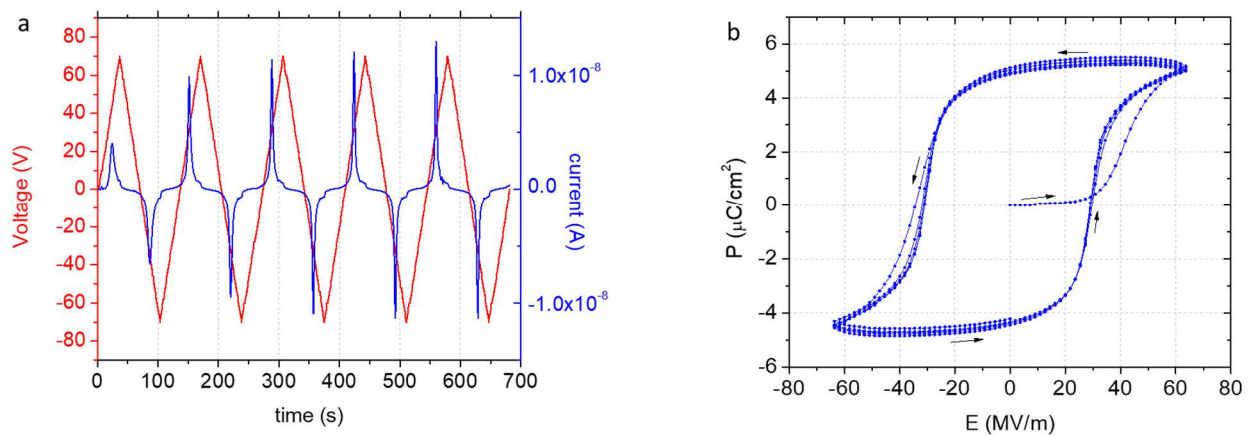 a
80
60
40
20
0
-20
-40
-60
-80
Voltage (V)
0 100 200 300 400 500 600 700
time (s)
1.0x10⁻⁸
0.0
-1.0x10⁻⁸
current (A)
b
6
4
2
0
-2
-4
-6
P (μC/cm²)
-80 -60 -40 -20 0 20 40 60 80
E (MV/m)